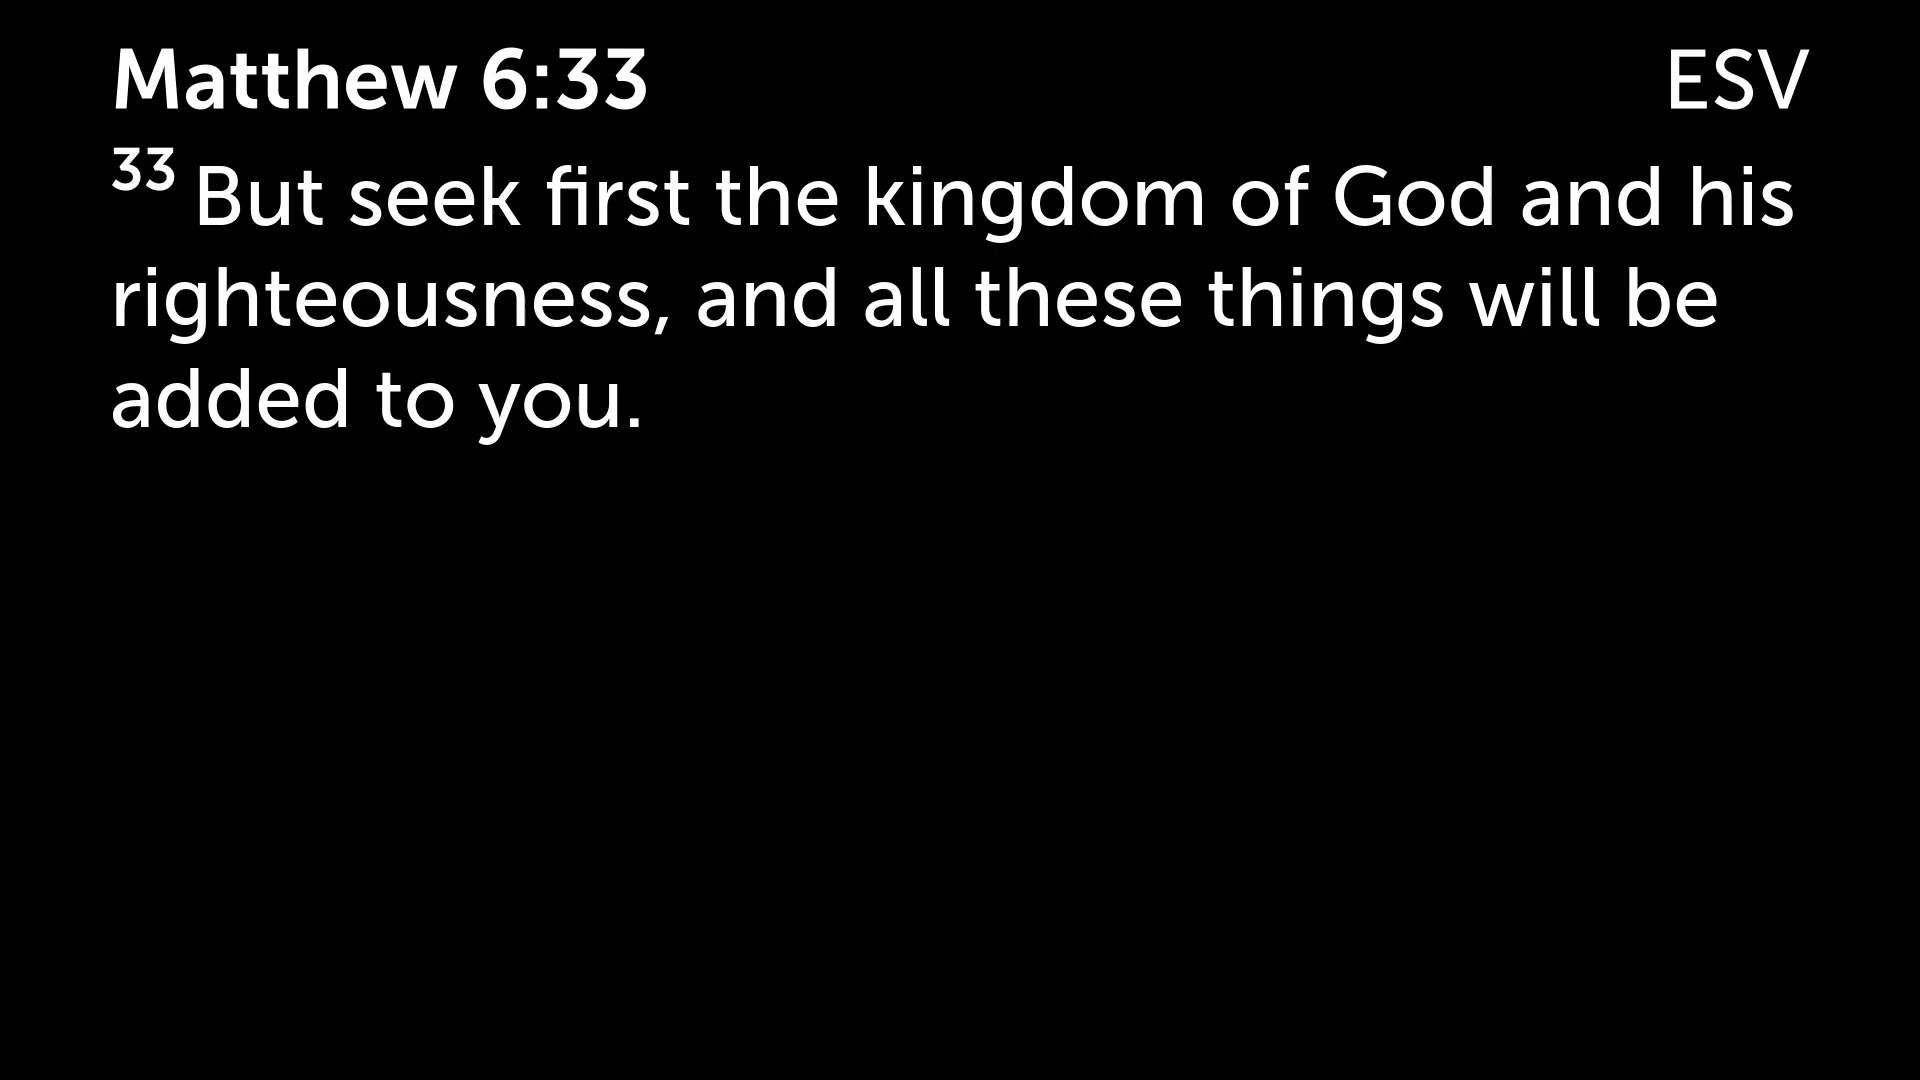 Matthew 6:33 ESV
33 But seek first the kingdom of God and his
righteousness, and all these things will be
added to you.